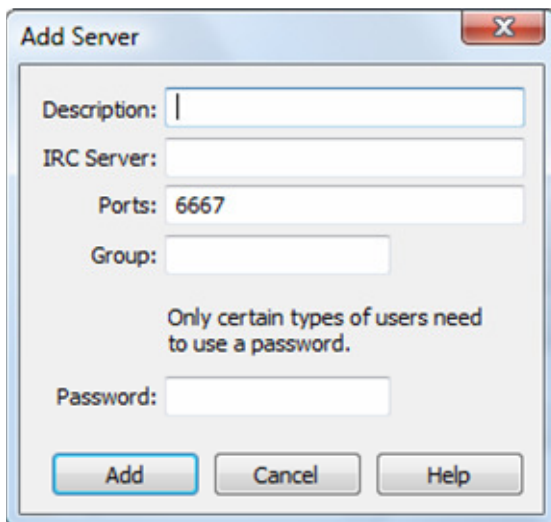 Add Server
Description:
IRC Server:
Ports: 6667
Group:
Only certain types of users need
to use a password.
Password:
Add Cancel Help